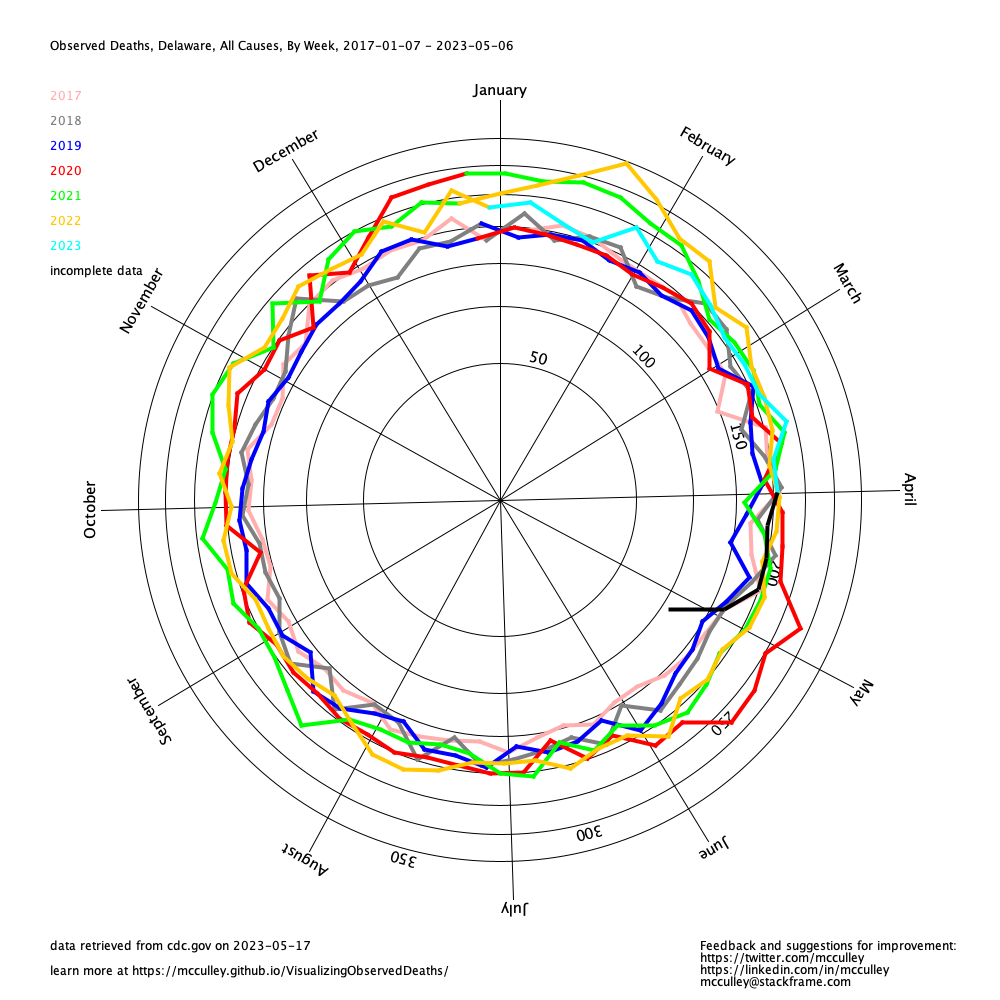 Observed Deaths, Delaware, All Causes, By Week, 2017-01-07 - 2023-05-06
January
2017
2018
2019
2020
2021
2022
2023
incomplete data
December
February
November
March
50
100
150
October
April
200
September
May
250
300
350
August
June
July
data retrieved from cdc.gov on 2023-05-17
learn more at https://mcculley.github.io/VisualizingObservedDeaths/
Feedback and suggestions for improvement:
https://twitter.com/mcculley
https://linkedin.com/in/mcculley
mcculley@stackframe.com